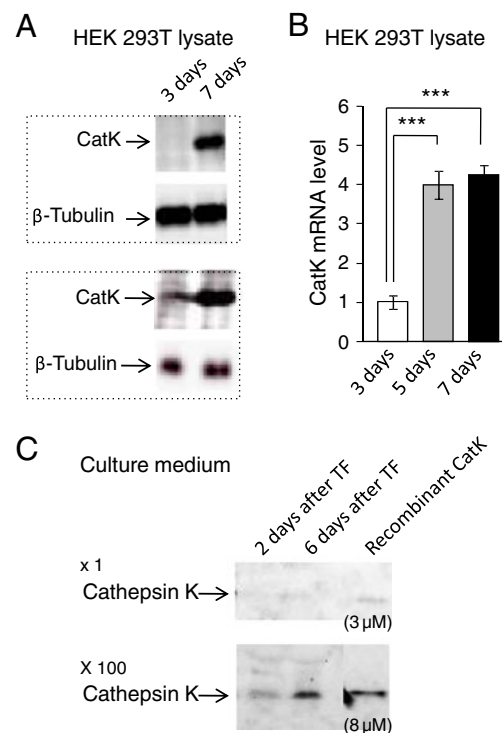 A
HEK 293T lysate
3 days
7 days
CatK
β-Tubulin
CatK
β-Tubulin
B
HEK 293T lysate
CatK mRNA level
6
5
4
3
2
1
0
***
***
3 days
5 days
7 days
C
Culture medium
2 days after TF
6 days after TF
Recombinant CatK
x 1
Cathepsin K
(3 µM)
X 100
Cathepsin K
(8 µM)